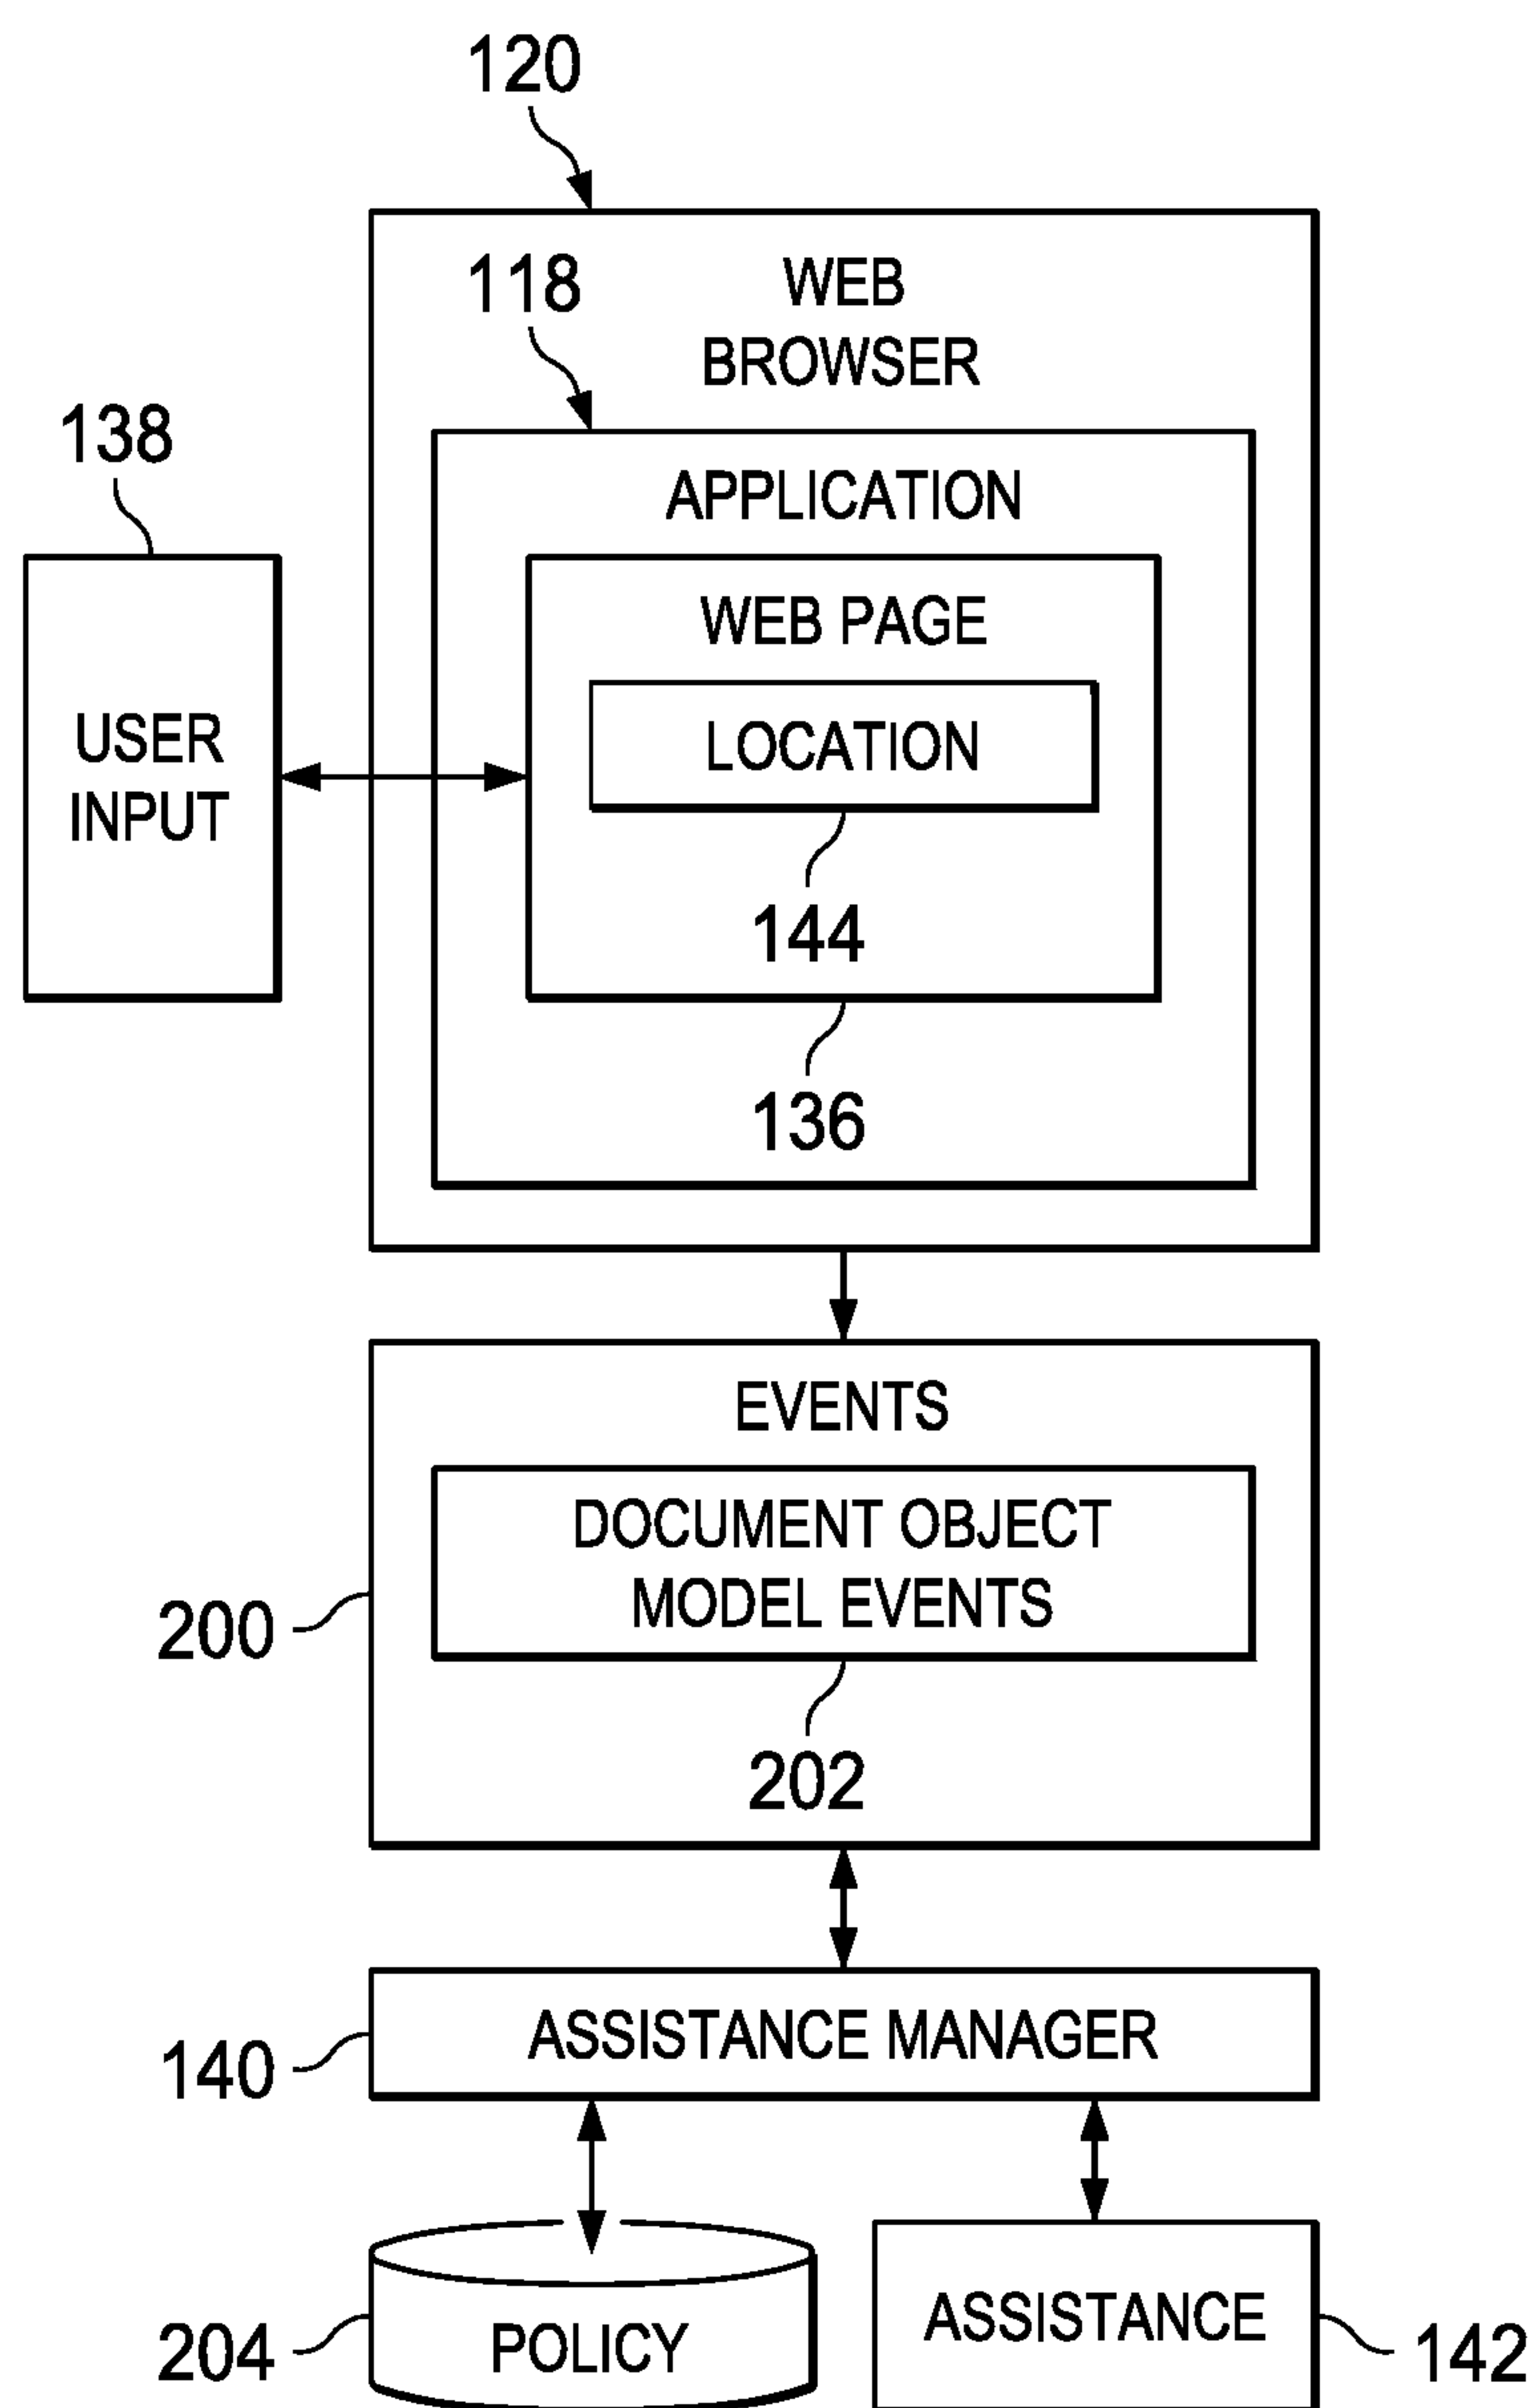 120
118
WEB
BROWSER
138
APPLICATION
WEB PAGE
USER
INPUT
LOCATION
144
136
EVENTS
DOCUMENT OBJECT
MODEL EVENTS
200
202
ASSISTANCE MANAGER
140
204
POLICY
ASSISTANCE
142